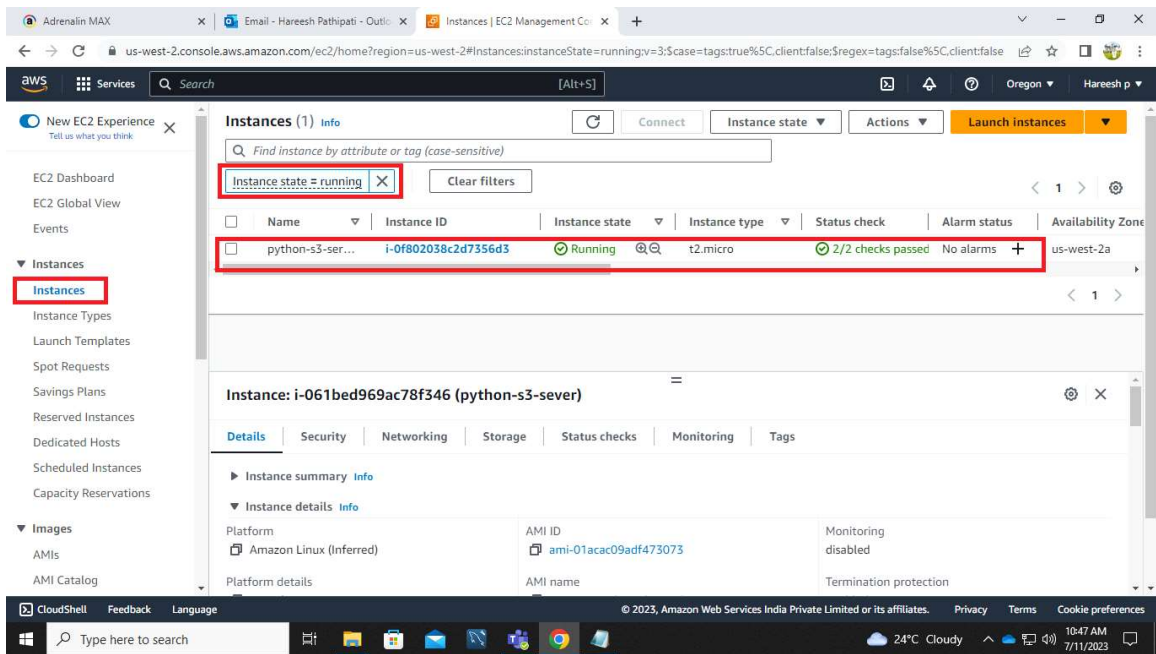 Adrenalin MAX
Email - Hareesh Pathipati - Outlo
Instances | EC2 Management Co
us-west-2.console.aws.amazon.com/ec2/home?region=us-west-2#Instances:instanceState=running;v=3;$case=tags:true%5C,client:false;$regex=tags:false%5C,client:false
aws Services Search [Alt+S] Oregon ▼ Hareesh p ▼
New EC2 Experience
Tell us what you think
EC2 Dashboard
EC2 Global View
Events
▼ Instances
Instances
Instance Types
Launch Templates
Spot Requests
Savings Plans
Reserved Instances
Dedicated Hosts
Scheduled Instances
Capacity Reservations
▼ Images
AMIs
AMI Catalog
Instances (1) Info Connect Instance state ▼ Actions ▼ Launch instances ▼
Find instance by attribute or tag (case-sensitive)
Instance state = running Clear filters
1
Name Instance ID Instance state Instance type Status check Alarm status Availability Zone
python-s3-ser... i-0f802038c2d7356d3 Running t2.micro 2/2 checks passed No alarms + us-west-2a
1
Instance: i-061bed969ac78f346 (python-s3-sever)
Details Security Networking Storage Status checks Monitoring Tags
▶ Instance summary Info
▼ Instance details Info
Platform AMI ID Monitoring
Amazon Linux (Inferred) ami-01acac09adf473073 disabled
Platform details AMI name Termination protection
CloudShell Feedback Language © 2023, Amazon Web Services India Private Limited or its affiliates. Privacy Terms Cookie preferences
Type here to search 24°C Cloudy 10:47 AM
7/11/2023